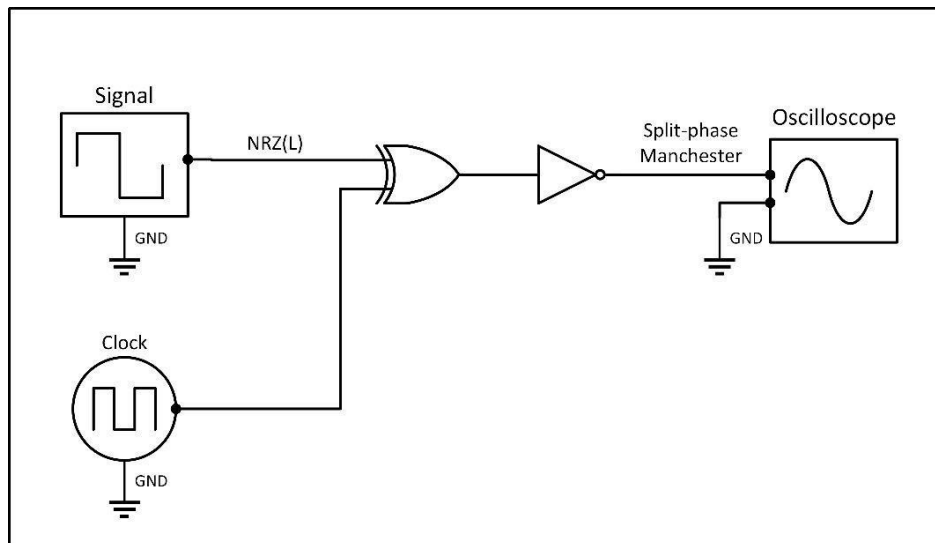 Signal
NRZ(L)
Split-phase
Manchester
Oscilloscope
GND
GND
Clock
GND